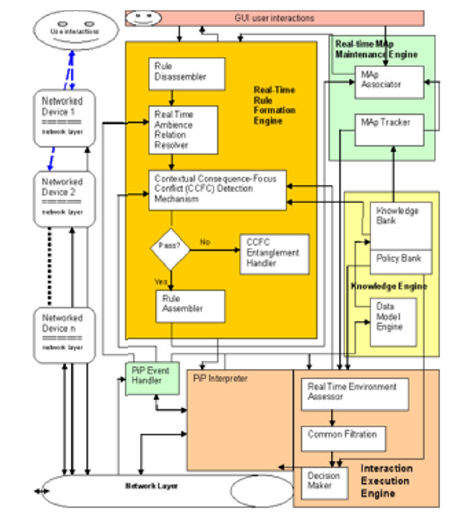 GUI user interactions
User interactions
Rule
Disassembler
Real-Time
Rule
Formation
Engine
Real-time MAp
Maintenance Engine
MAp
Associator
Networked
Device 1
network layer
Real Time
Ambience
Relation
Resolver
MAp Tracker
Networked
Device 2
network layer
Contextual Consequence-Focus
Conflict (CCFC) Detection
Mechanism
Pass?
No
Yes
CCFC
Entanglement
Handler
Rule
Assembler
Knowledge
Bank
Policy Bank
Knowledge Engine
Data
Model
Engine
Networked
Device n
network layer
PiP Event
Handler
PiP Interpreter
Real Time Environment
Assessor
Common Filtration
Decision
Maker
Interaction
Execution
Engine
Network Layer